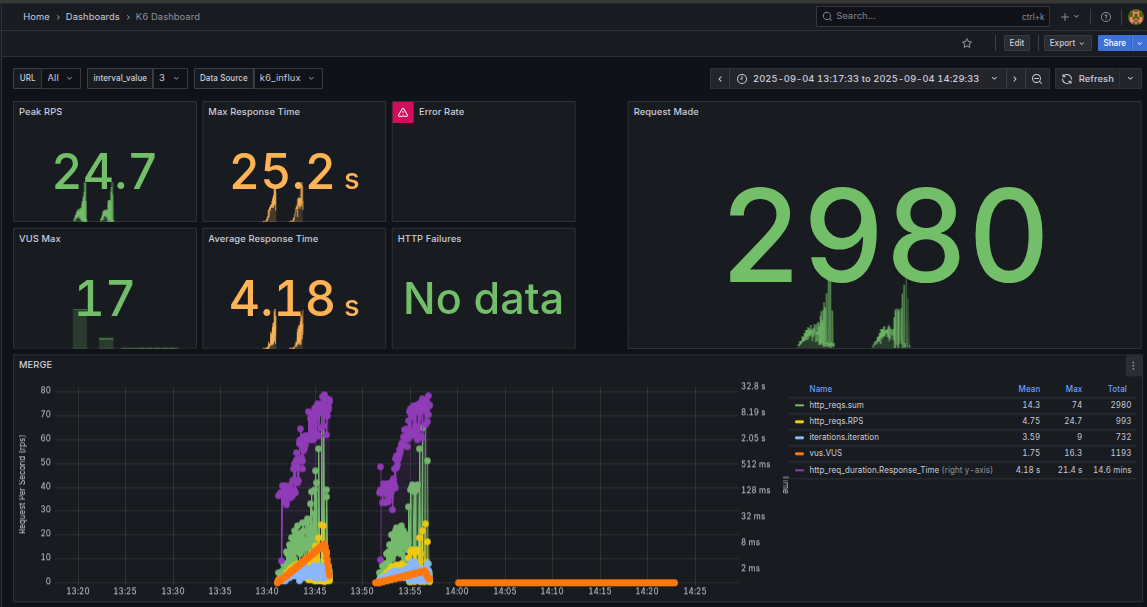 Home › Dashboards › K6 Dashboard
Search... ctrl+k
Edit Export Share
URL All interval_value 3 Data Source k6_influx
2025-09-04 13:17:33 to 2025-09-04 14:29:33 Refresh
Peak RPS
24.7
Max Response Time
25.2 s
Error Rate
Request Made
2980
VUS Max
17
Average Response Time
4.18 s
HTTP Failures
No data
MERGE
Request Per Second (rps)
80
70
60
50
40
30
20
10
0
32.8 s
8.19 s
2.05 s
512 ms
128 ms
32 ms
8 ms
2 ms
Time
13:20 13:25 13:30 13:35 13:40 13:45 13:50 13:55 14:00 14:05 14:10 14:15 14:20 14:25
Name Mean Max Total
http_reqs.sum 14.3 74 2980
http_reqs.RPS 4.75 24.7 993
iterations.iteration 3.59 9 732
vus.VUS 1.75 16.3 1193
http_req_duration.Response_Time (right y-axis) 4.18 s 21.4 s 14.6 mins